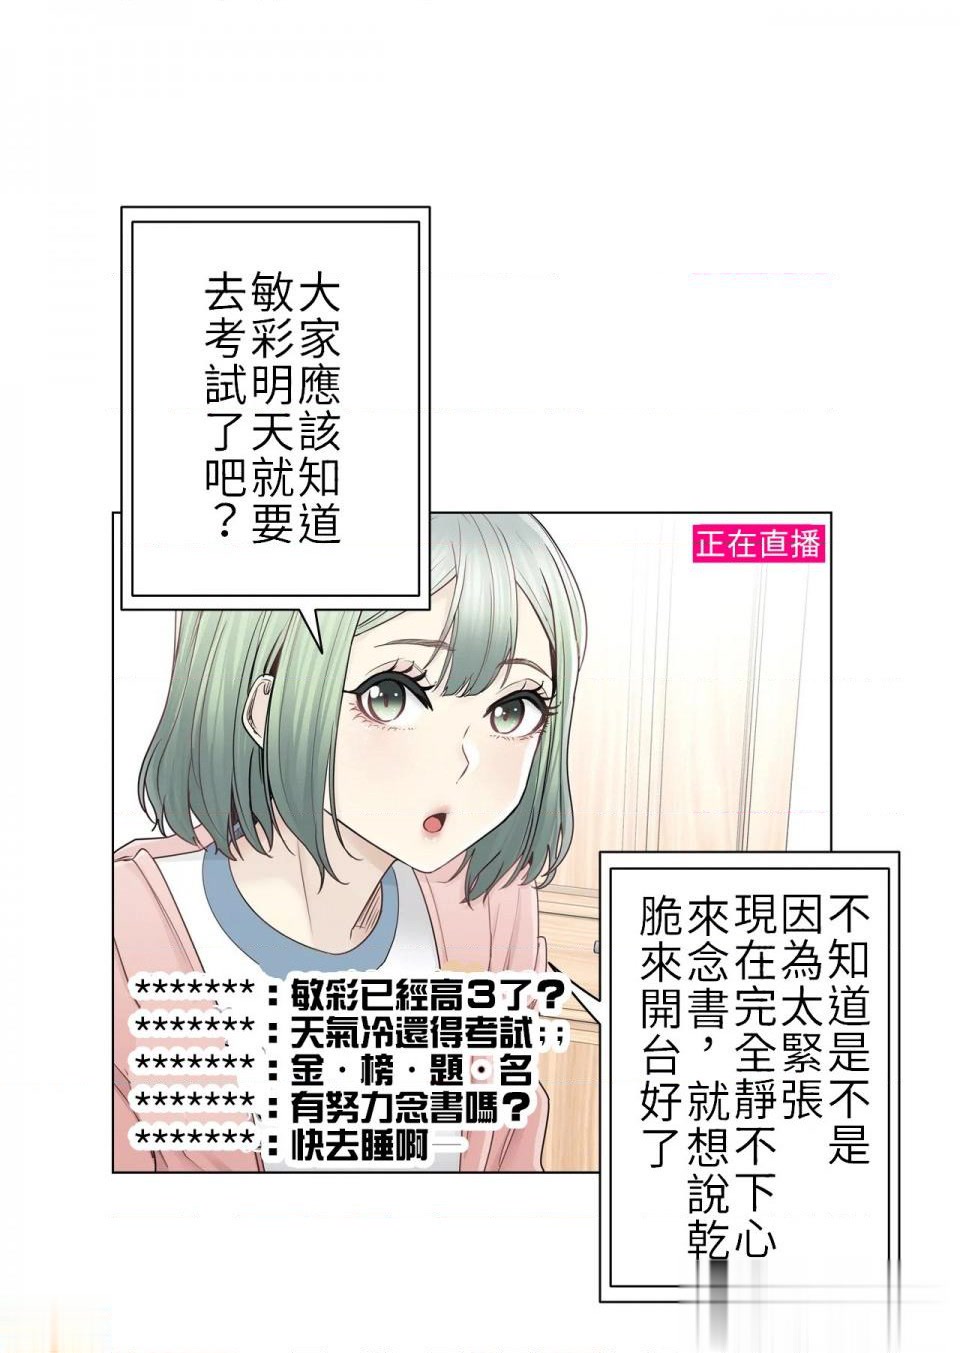 大家應該知道
敏彩明天就要
去考試了吧？
正在直播
不知道是不是
因為太緊張
現在完全靜不下心
來念書，就想說乾
脆來開台好了
*******：敏彩已經高3了？
*******：天氣冷還得考試;;
*******：金·榜·題·名
*******：有努力念書嗎？
*******：快去睡啊—